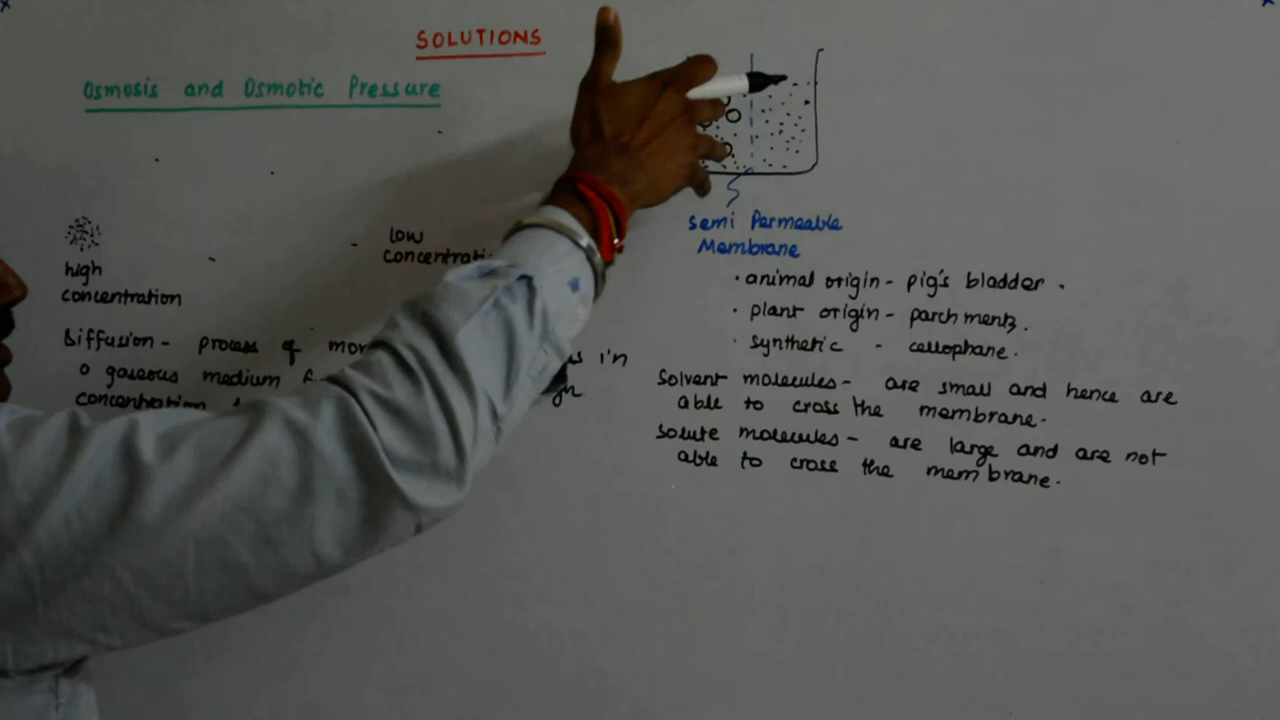 SOLUTIONS
Osmosis and Osmotic Pressure
high
concentration
low
Diffusion - process of
in
a gaseous medium
concentration
Semi Permeable
Membrane
· animal origin - pig's bladder .
· plant origin - parchment.
· synthetic - cellophane.
Solvent molecules - are small and hence are
able to cross the membrane.
Solute molecules - are large and are not
able to cross the membrane.